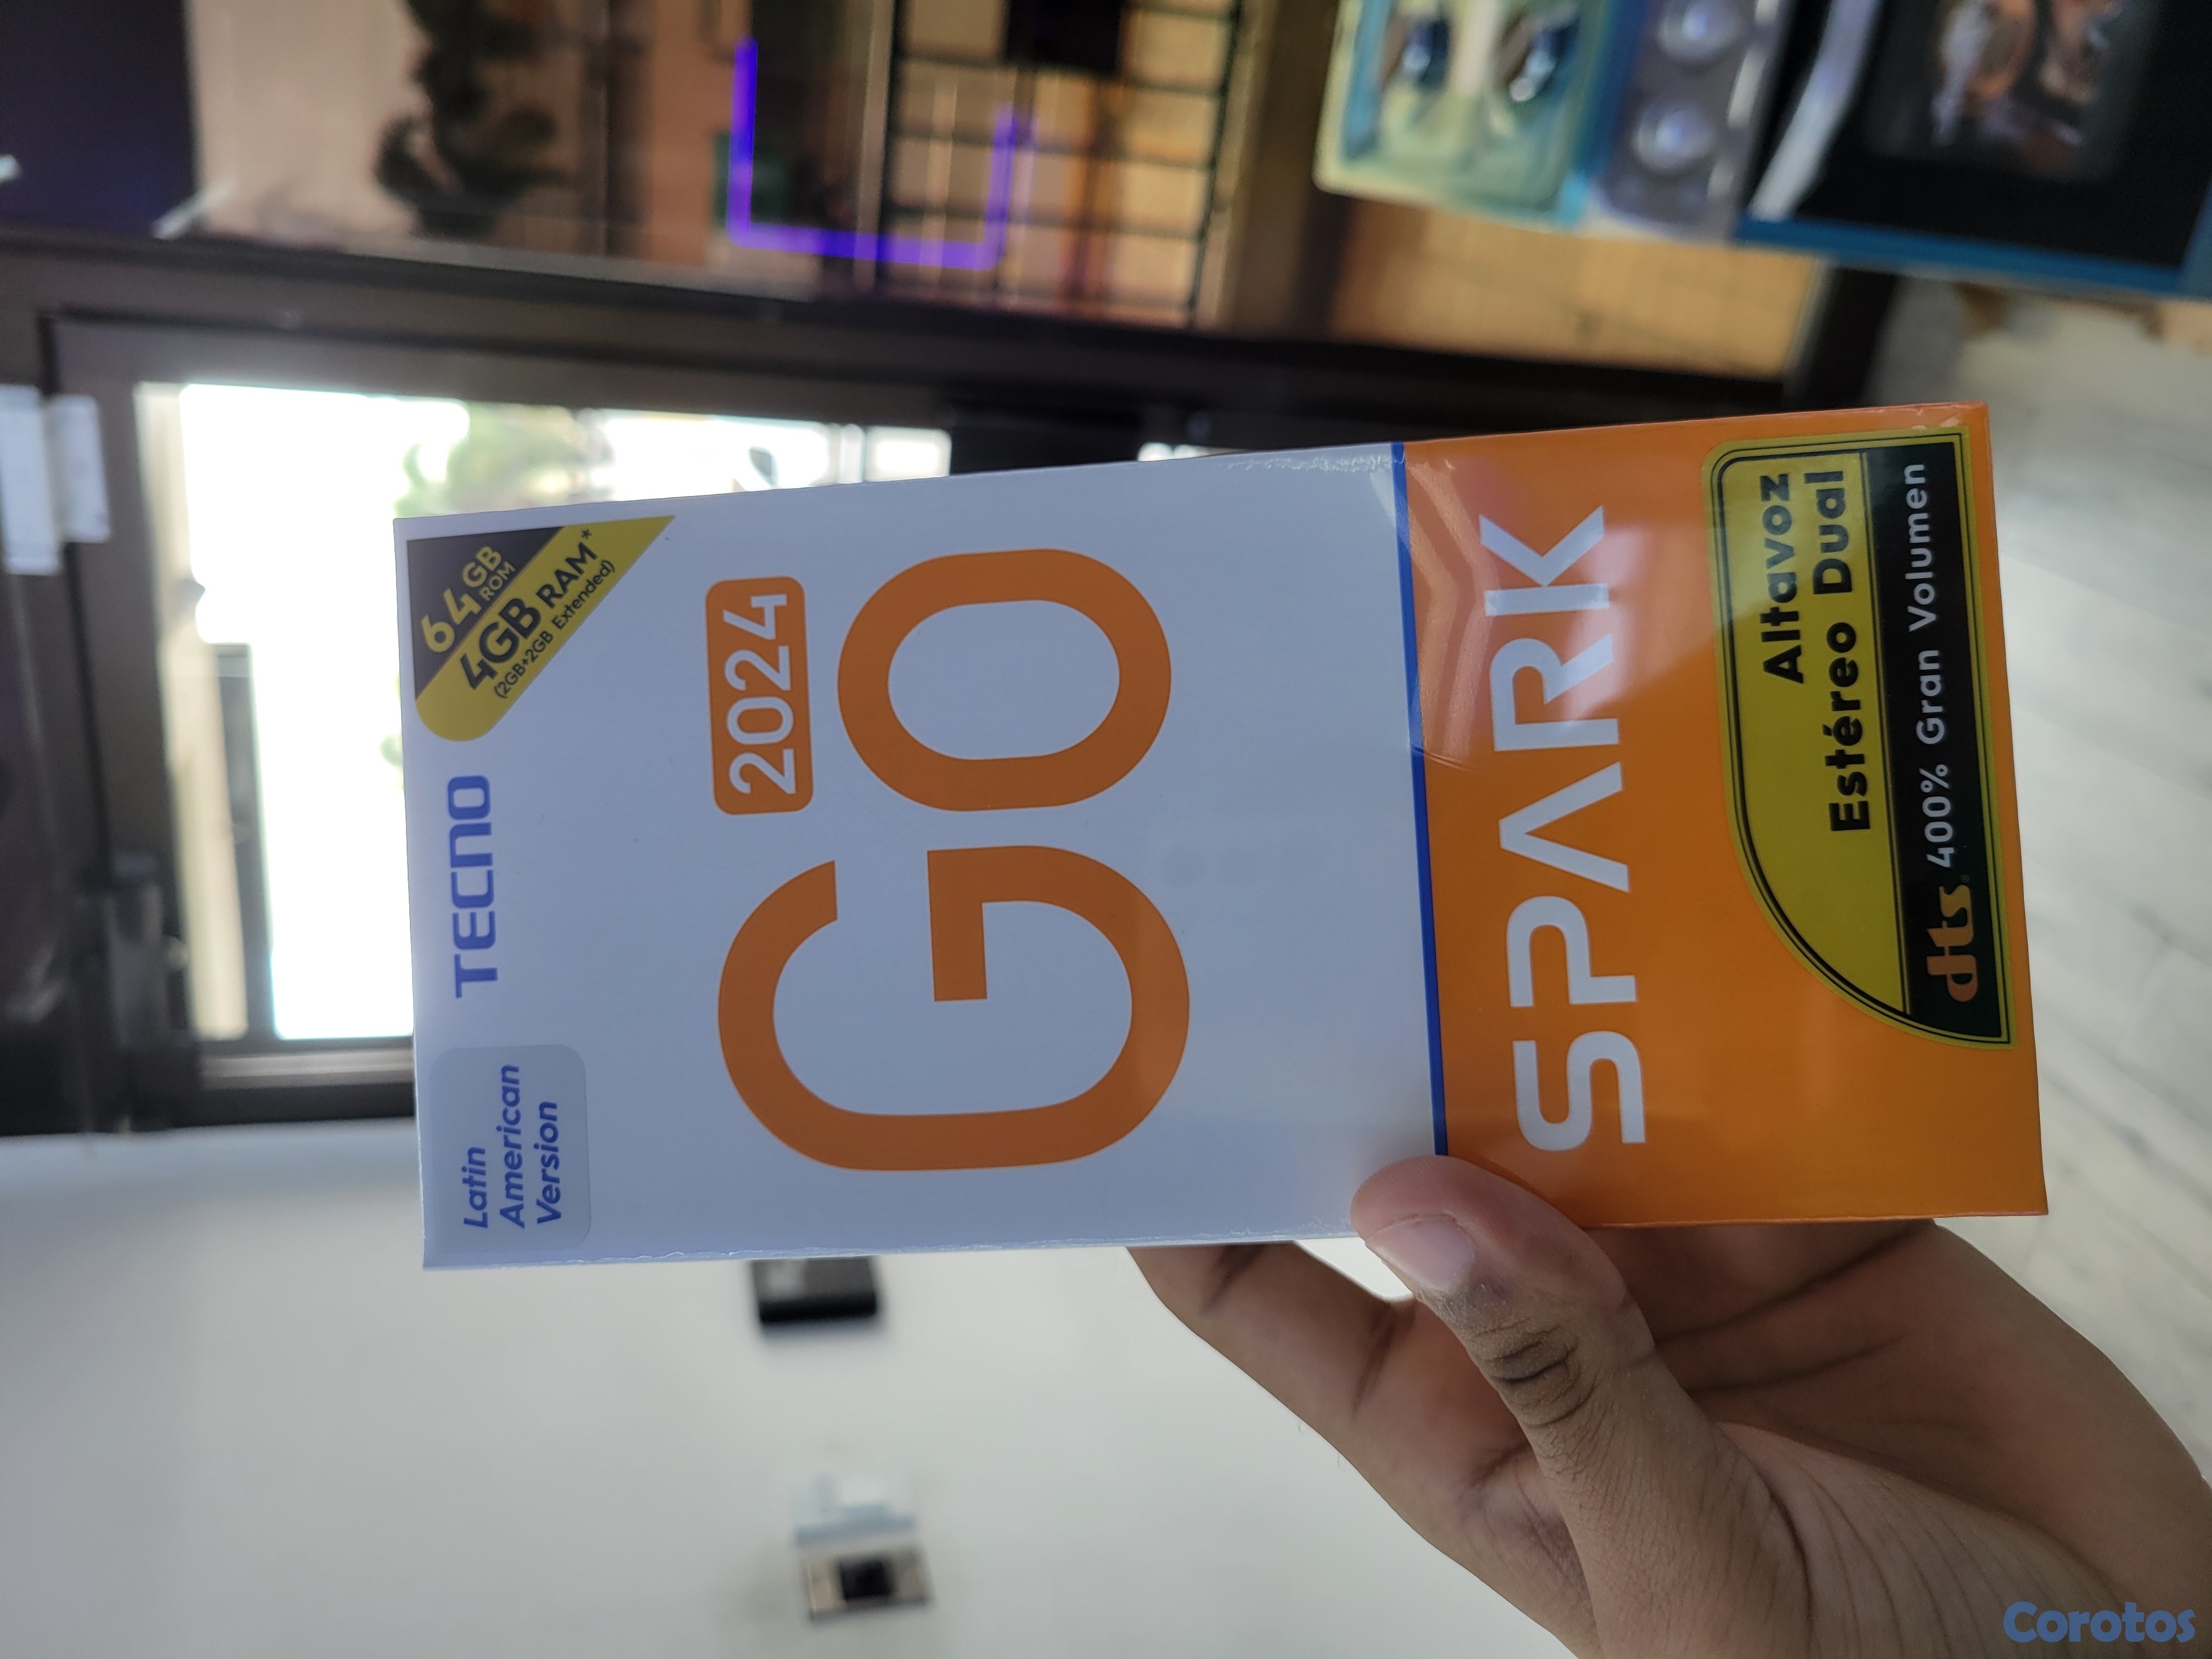 Latin
American
Version
TECNO
64GB
ROM
4GB RAM*
(2GB+2GB Extended)
2024
GO
SPARK
Altavoz
Estéreo Dual
dts 400% Gran Volumen
Corotos